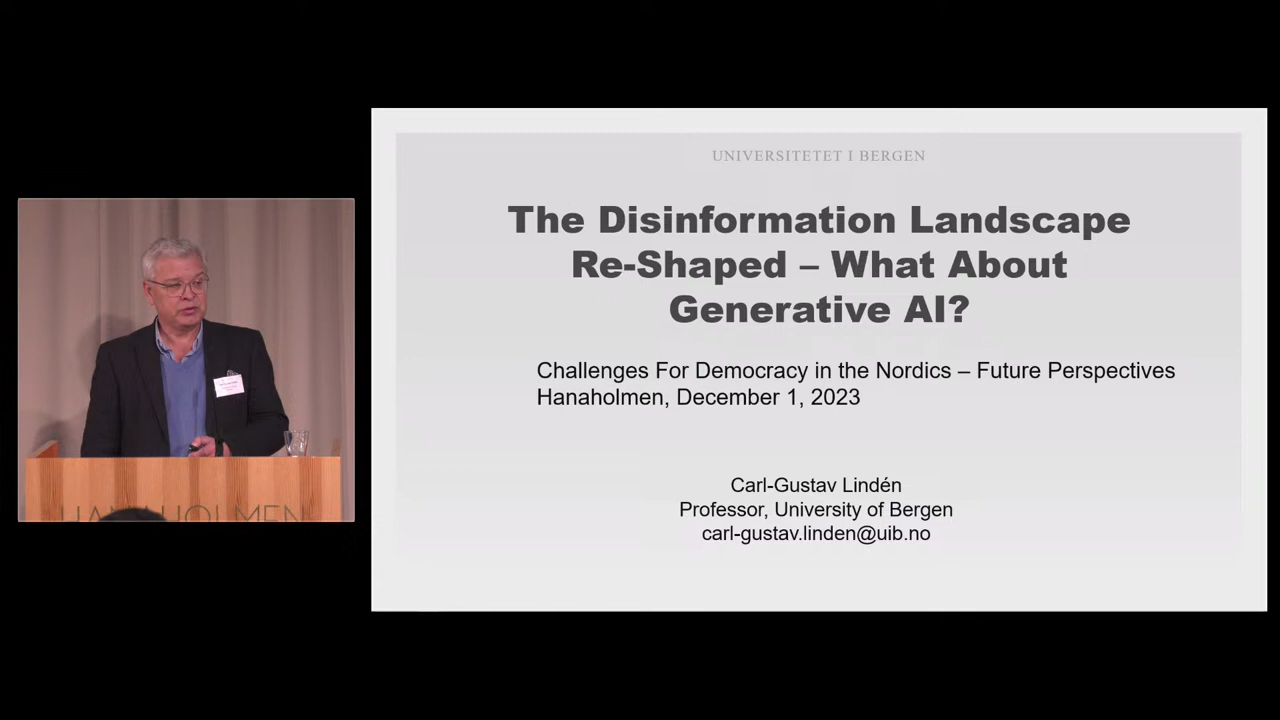 UNIVERSITETET I BERGEN
The Disinformation Landscape
Re-Shaped – What About
Generative AI?
Challenges For Democracy in the Nordics – Future Perspectives
Hanaholmen, December 1, 2023
Carl-Gustav Lindén
Professor, University of Bergen
carl-gustav.linden@uib.no
HANAHOLMEN